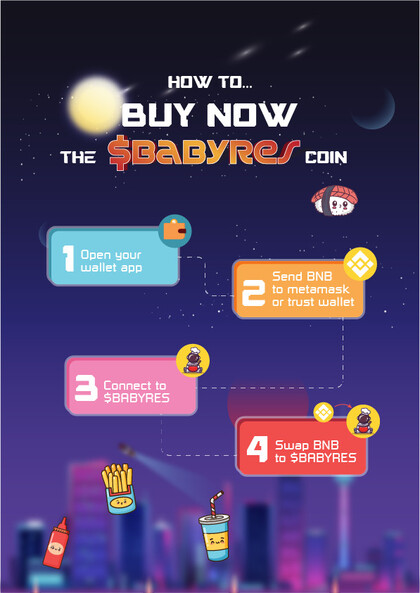 HOW TO...
BUY NOW
THE $BABYRES COIN
1 Open your
wallet app
2 Send BNB
to metamask
or trust wallet
3 Connect to
$BABYRES
4 Swap BNB
to $BABYRES